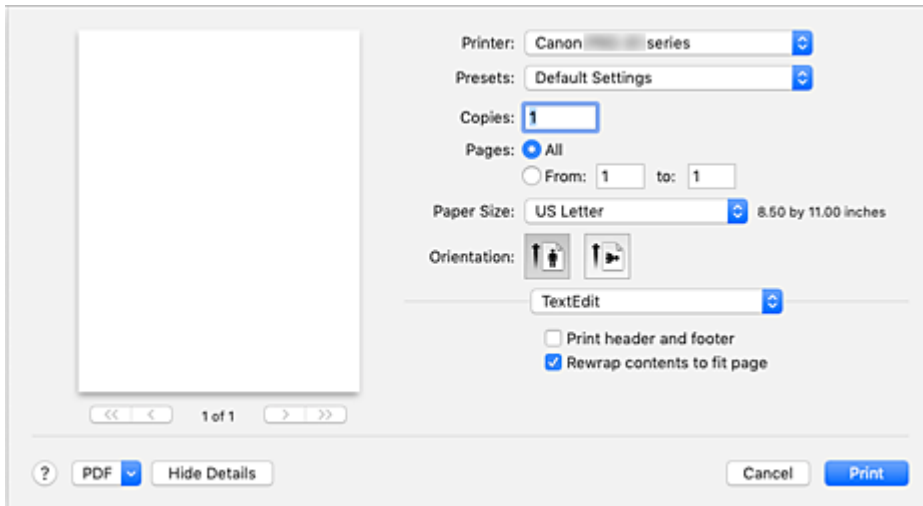 Printer: Canon series
Presets: Default Settings
Copies: 1
Pages: All
From: 1 to: 1
Paper Size: US Letter 8.50 by 11.00 inches
Orientation:
TextEdit
Print header and footer
Rewrap contents to fit page
1 of 1
? PDF Hide Details Cancel Print